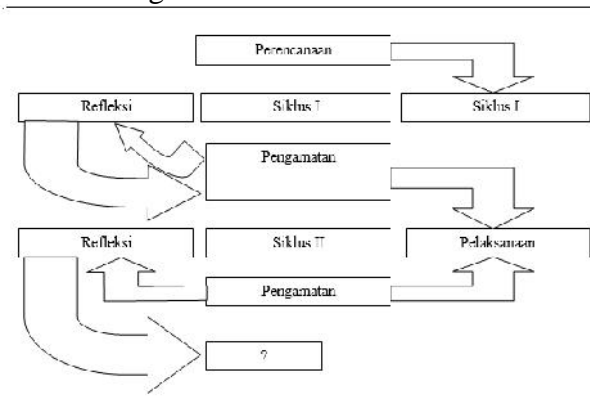 Perencanaan
Refleksi
Siklus I
Siklus I
Pengamatan
Refleksi
Siklus II
Pelaksanaan
Pengamatan
?